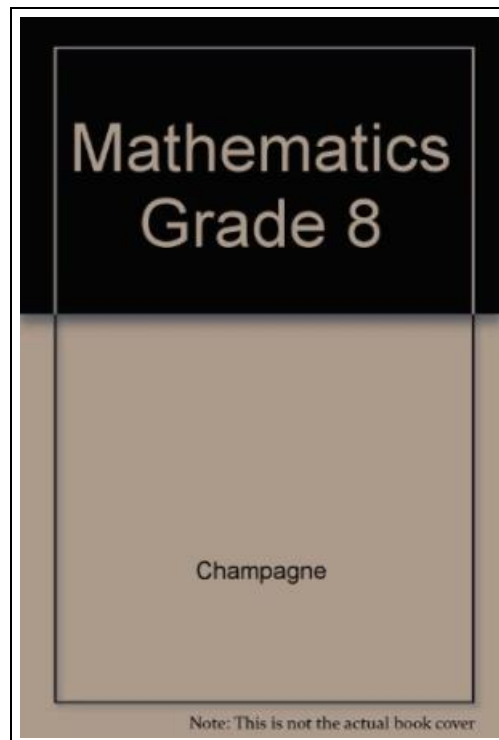 Mathematics
Grade 8
Champagne
Note: This is not the actual book cover